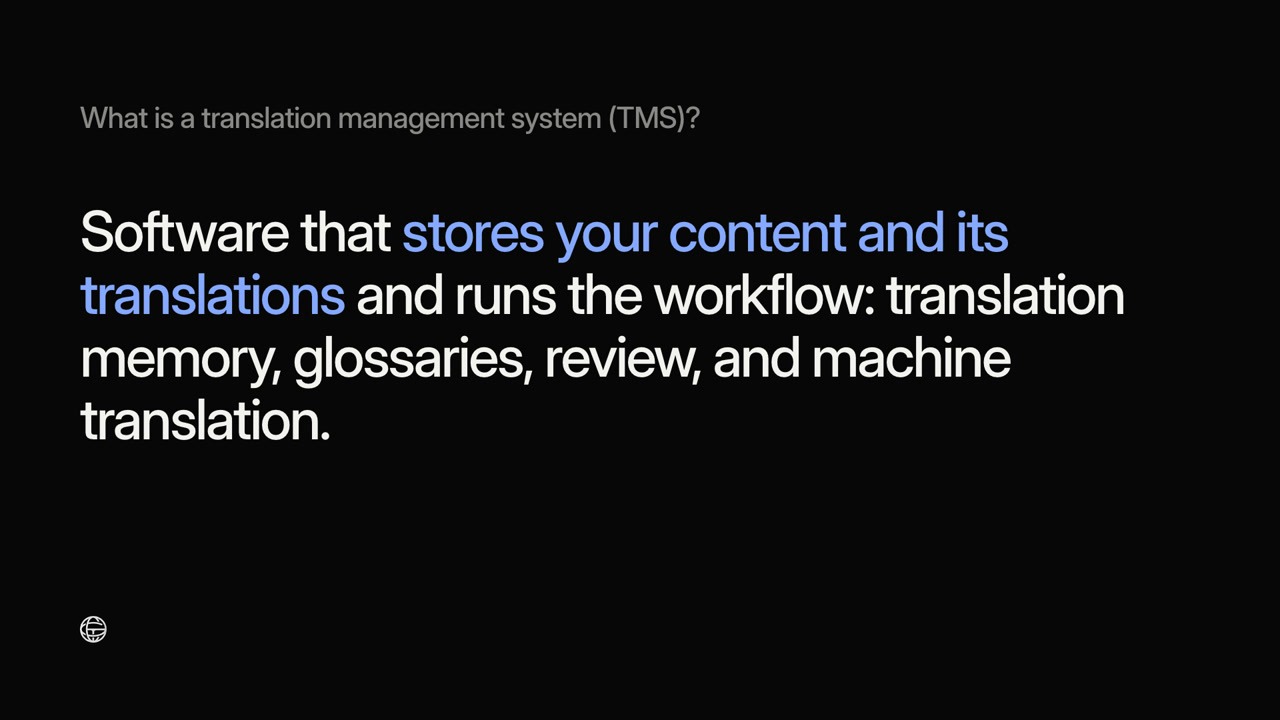 What is a translation management system (TMS)?
Software that stores your content and its
translations and runs the workflow: translation
memory, glossaries, review, and machine
translation.